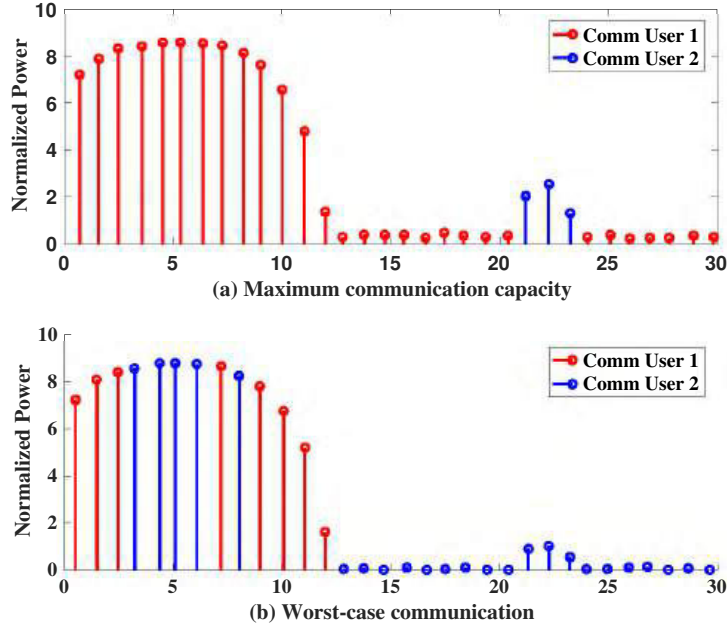 10
8
6
4
2
0
Normalized Power
Comm User 1
Comm User 2
0 5 10 15 20 25 30
(a) Maximum communication capacity
10
8
6
4
2
0
Normalized Power
Comm User 1
Comm User 2
0 5 10 15 20 25 30
(b) Worst-case communication